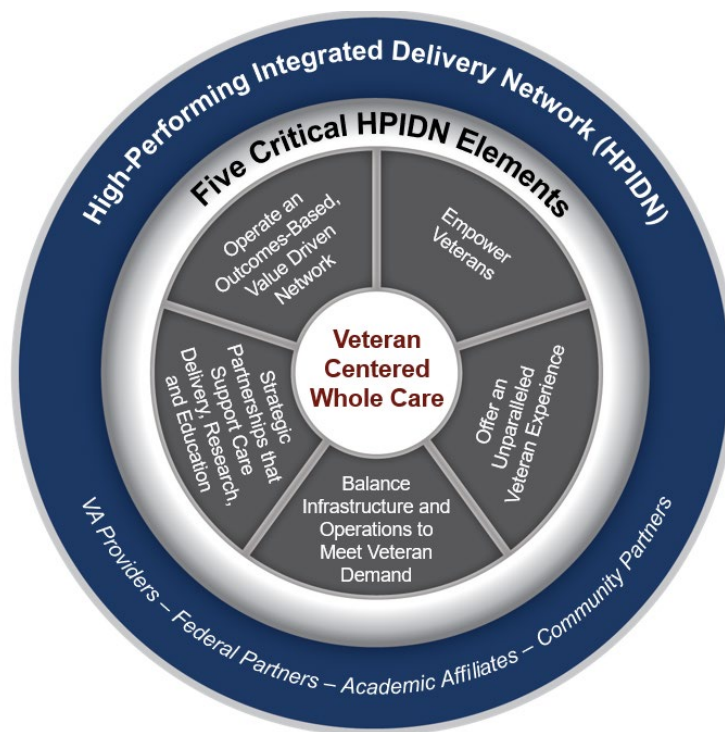 High-Performing Integrated Delivery Network (HPIDN)
Five Critical HPIDN Elements
Operate an
Outcomes-Based,
Value Driven
Network
Empower
Veterans
Veteran
Centered
Whole Care
Strategic
Partnerships that
Support Care
Delivery, Research,
and Education
Offer an
Unparalleled
Veteran Experience
Balance
Infrastructure and
Operations to
Meet Veteran
Demand
VA Providers – Federal Partners – Academic Affiliates – Community Partners